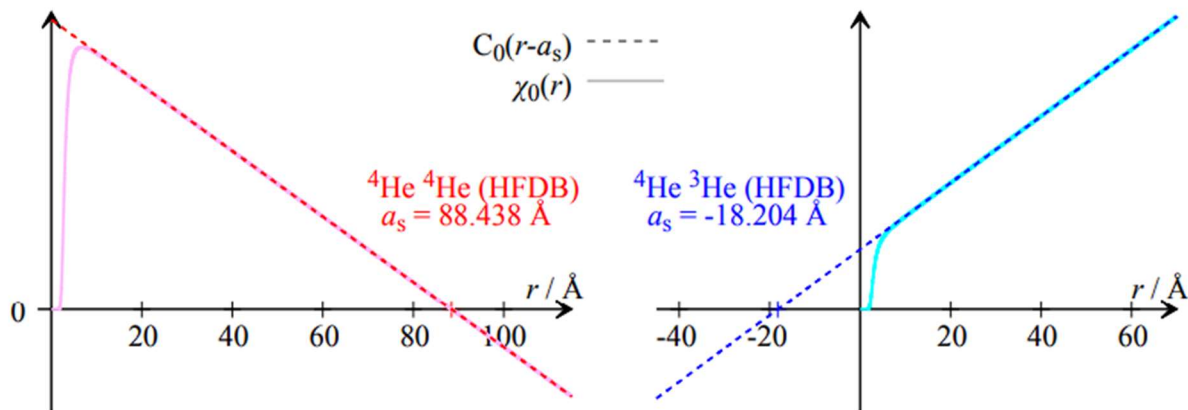 C₀(r-aₛ)
χ₀(r)
⁴He ⁴He (HFDB)
aₛ = 88.438 Å
r / Å
0
20 40 60 80 100
⁴He ³He (HFDB)
aₛ = -18.204 Å
r / Å
-40 -20 20 40 60